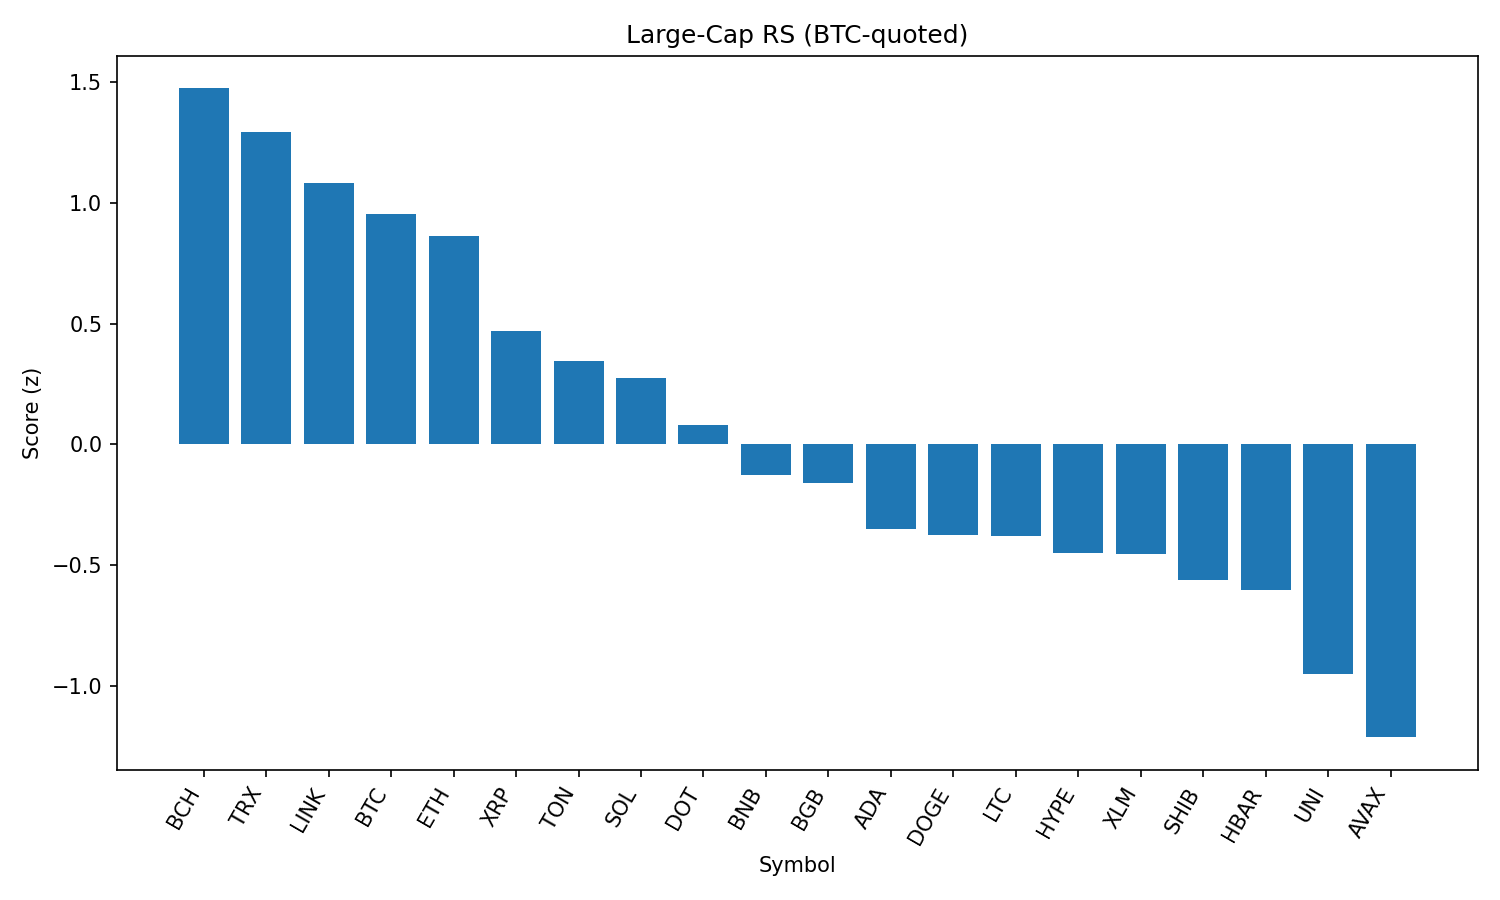 Large-Cap RS (BTC-quoted)
Score (z)
1.5
1.0
0.5
0.0
−0.5
−1.0
BCH
TRX
LINK
BTC
ETH
XRP
TON
SOL
DOT
BNB
BGB
ADA
DOGE
LTC
HYPE
XLM
SHIB
HBAR
UNI
AVAX
Symbol